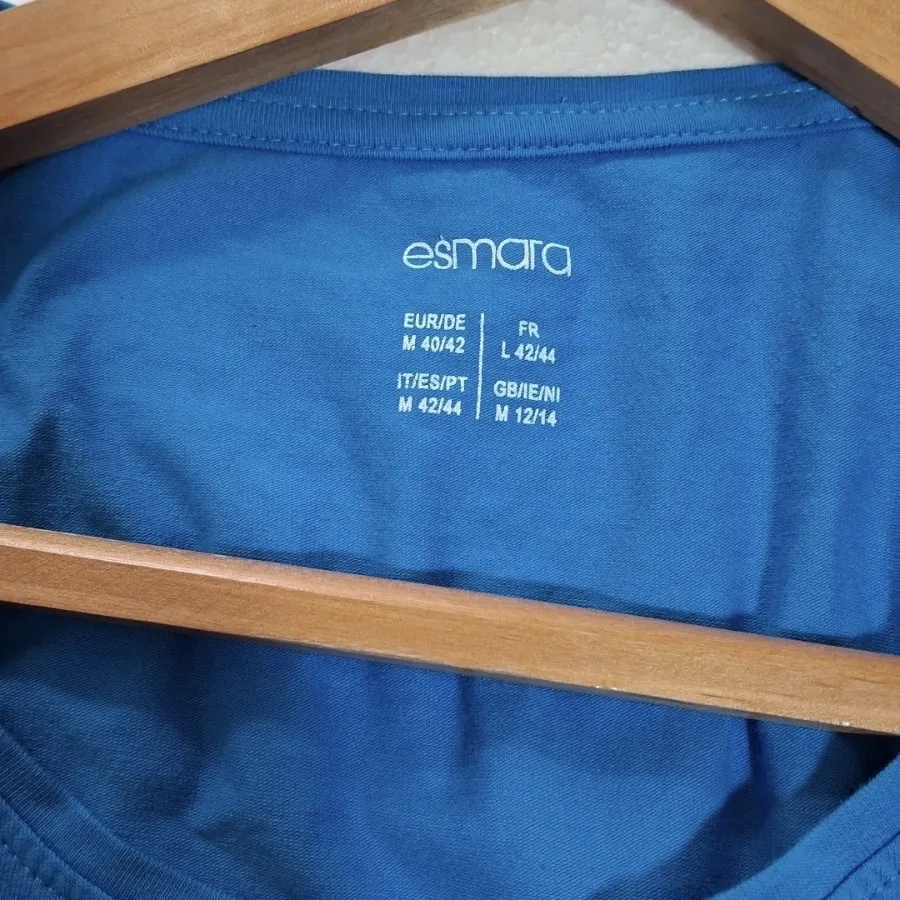 esmara
EUR/DE
M 40/42
FR
L 42/44
IT/ES/PT
M 42/44
GB/IE/NI
M 12/14